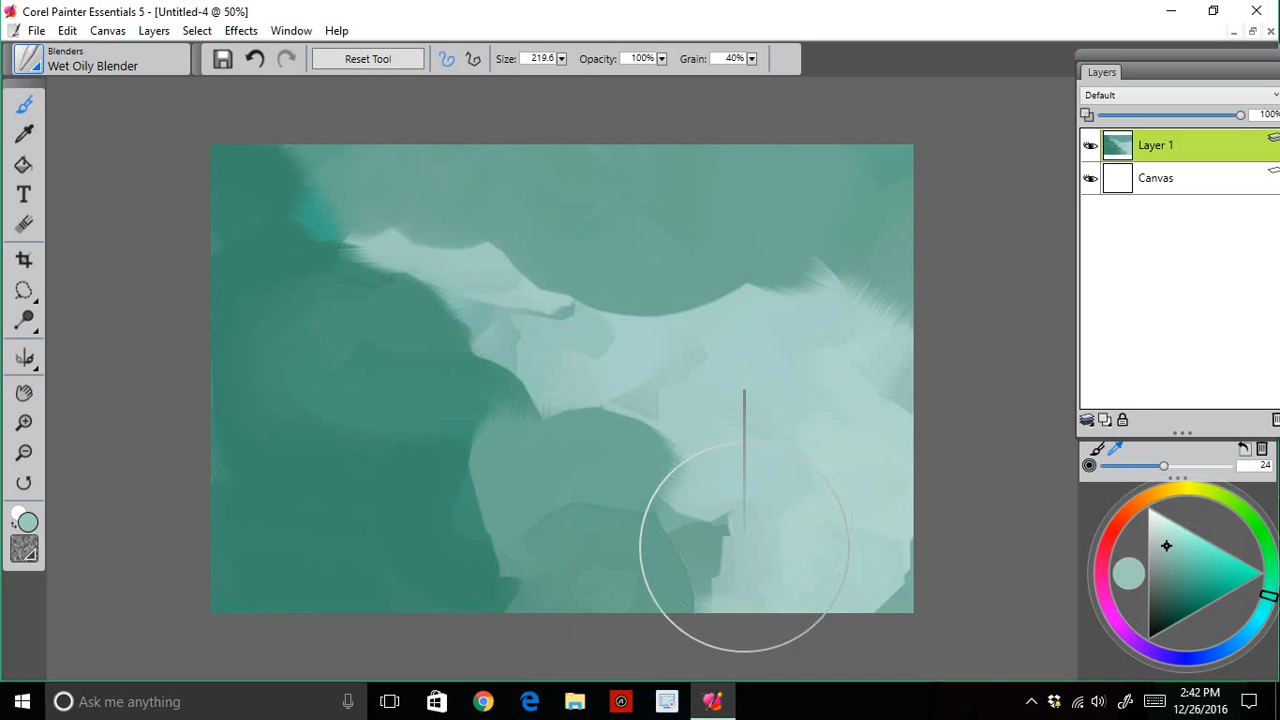 Corel Painter Essentials 5 - [Untitled-4 @ 50%]
File Edit Canvas Layers Select Effects Window Help
Blenders
Wet Oily Blender
Reset Tool
Size: 219.6
Opacity: 100%
Grain: 40%
Layers
Default
100%
Layer 1
Canvas
T
24
Ask me anything
2:42 PM
12/26/2016